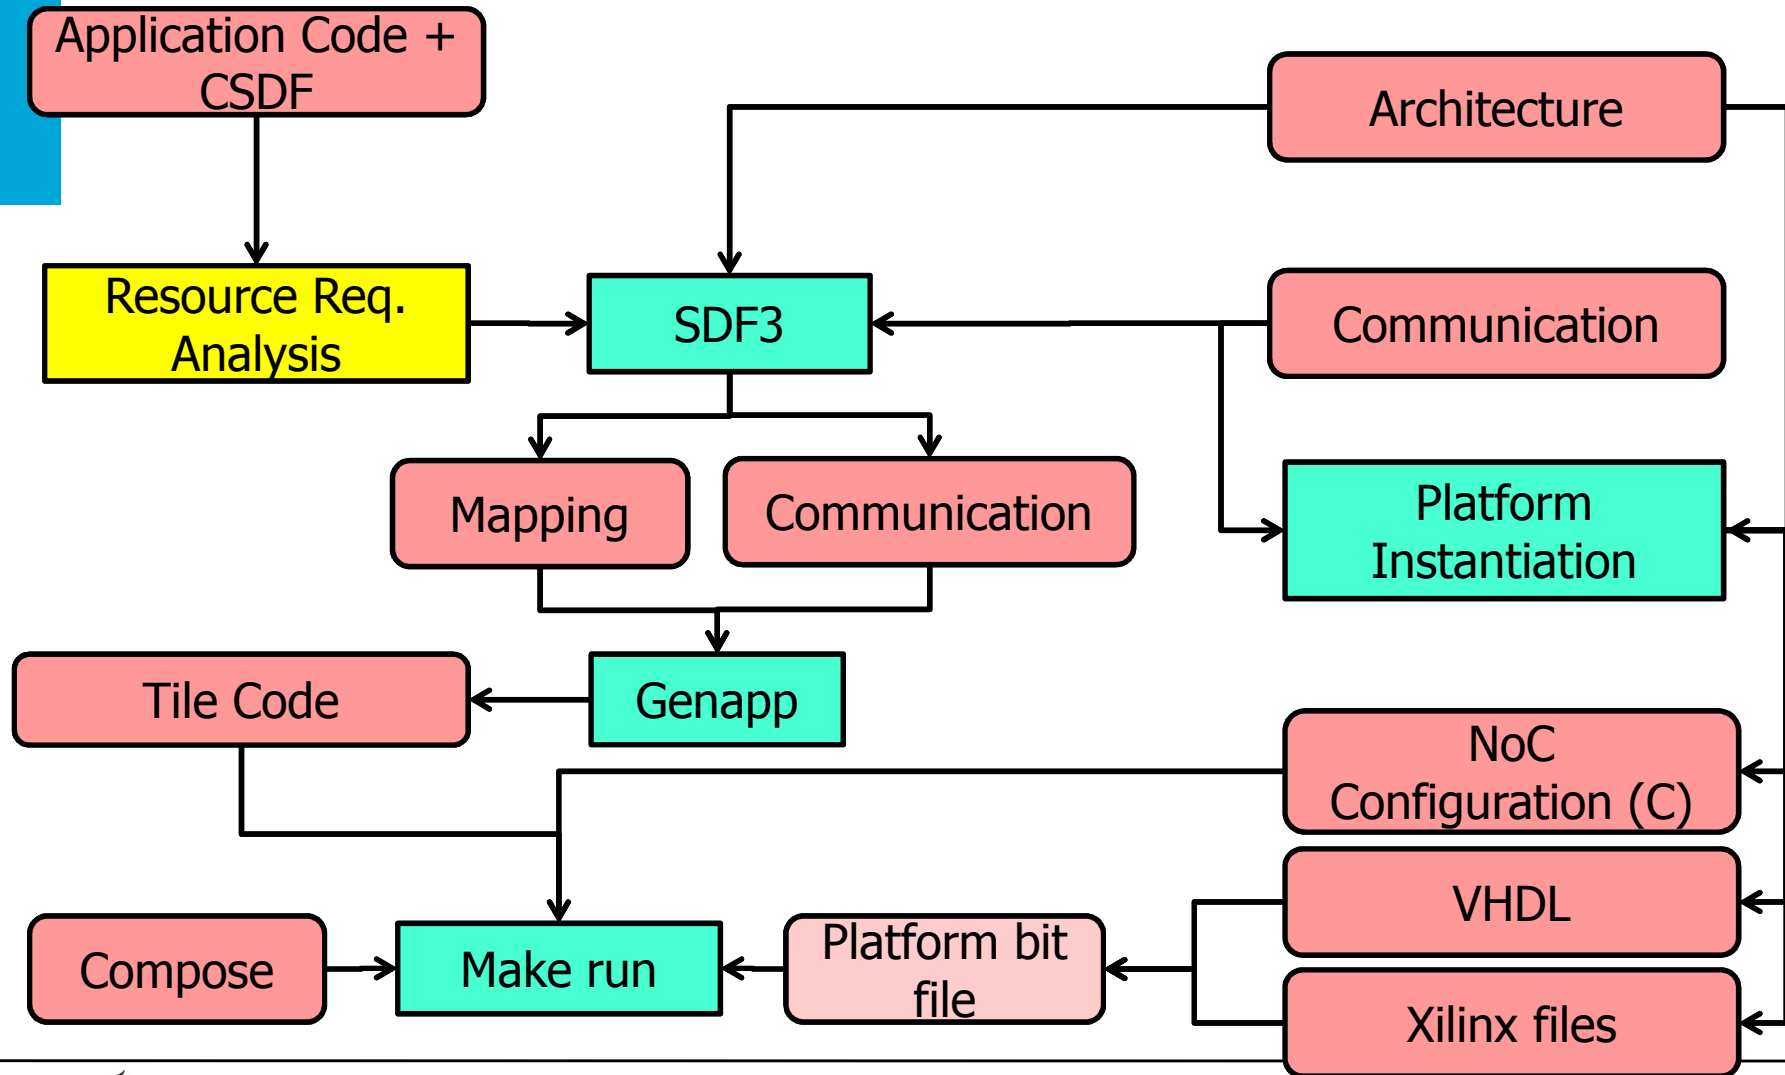 Application Code +
CSDF
Architecture
Resource Req.
Analysis
SDF3
Communication
Mapping
Communication
Platform
Instantiation
Tile Code
Genapp
NoC
Configuration (C)
VHDL
Compose
Make run
Platform bit
file
Xilinx files